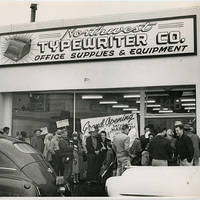 Northwest
TYPEWRITER CO.
OFFICE SUPPLIES & EQUIPMENT
Grand Opening